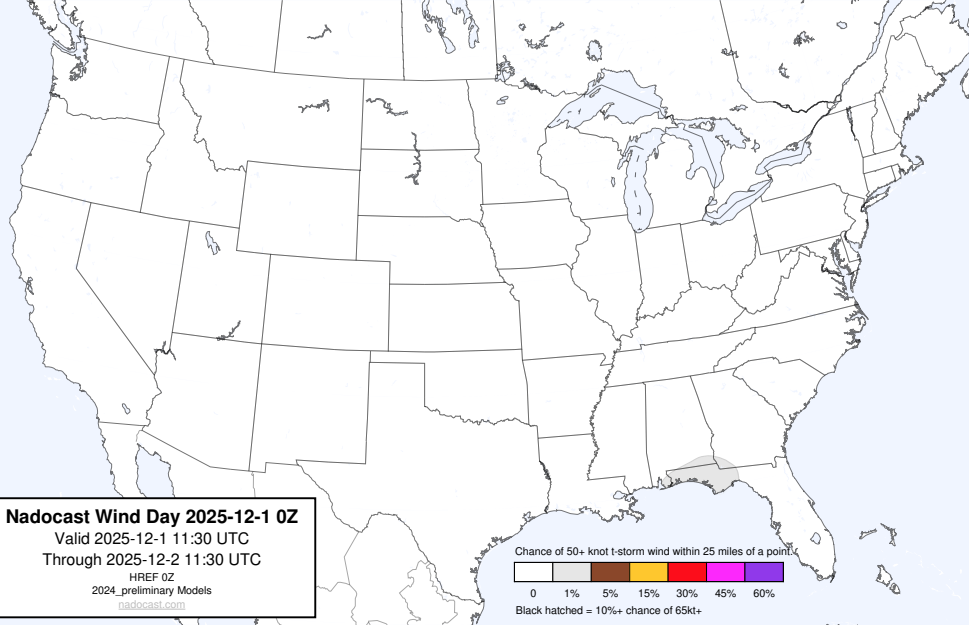 Nadocast Wind Day 2025-12-1 0Z
Valid 2025-12-1 11:30 UTC
Through 2025-12-2 11:30 UTC
HREF 0Z
2024_preliminary Models
nadocast.com
Chance of 50+ knot t-storm wind within 25 miles of a point.
0 1% 5% 15% 30% 45% 60%
Black hatched = 10%+ chance of 65kt+